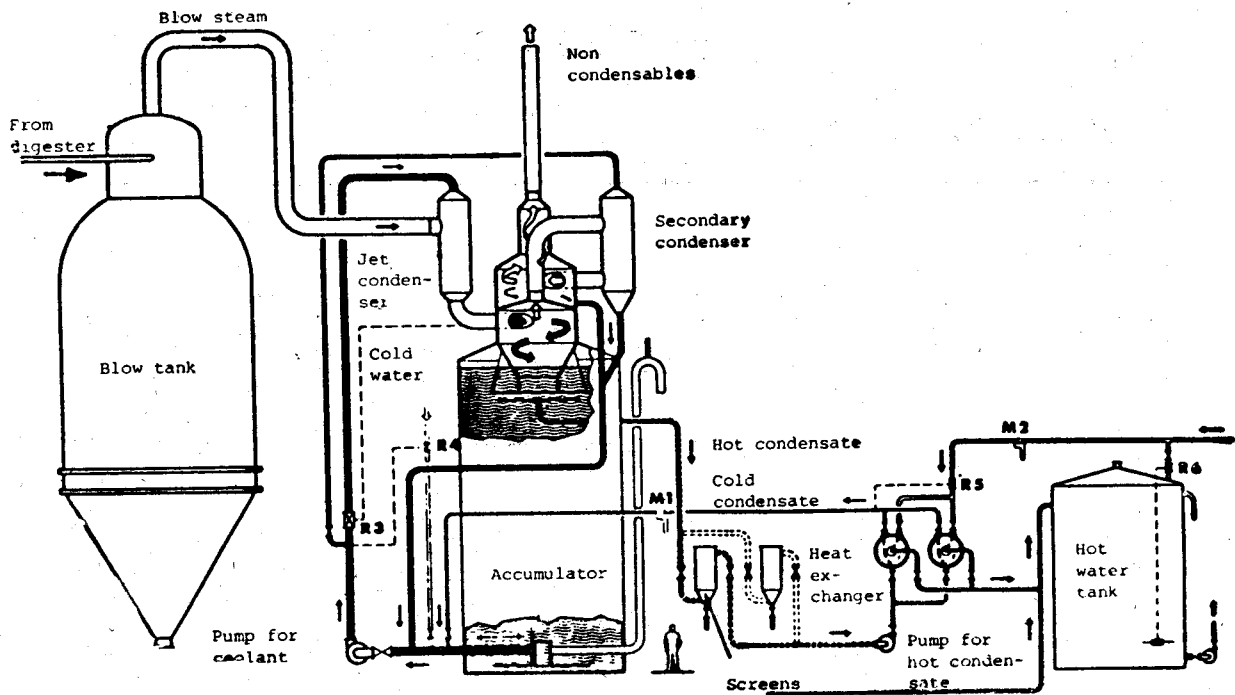 Blow steam
Non
condensables
From
digester
Secondary
condenser
Jet
conden-
ser
Cold
water
Blow tank
R4
Hot condensate
M2
R6
Cold
condensate
R5
M1
R3
Accumulator
Heat
ex-
changer
Hot
water
tank
Pump for
coolant
Pump for
hot conden-
sate
Screens